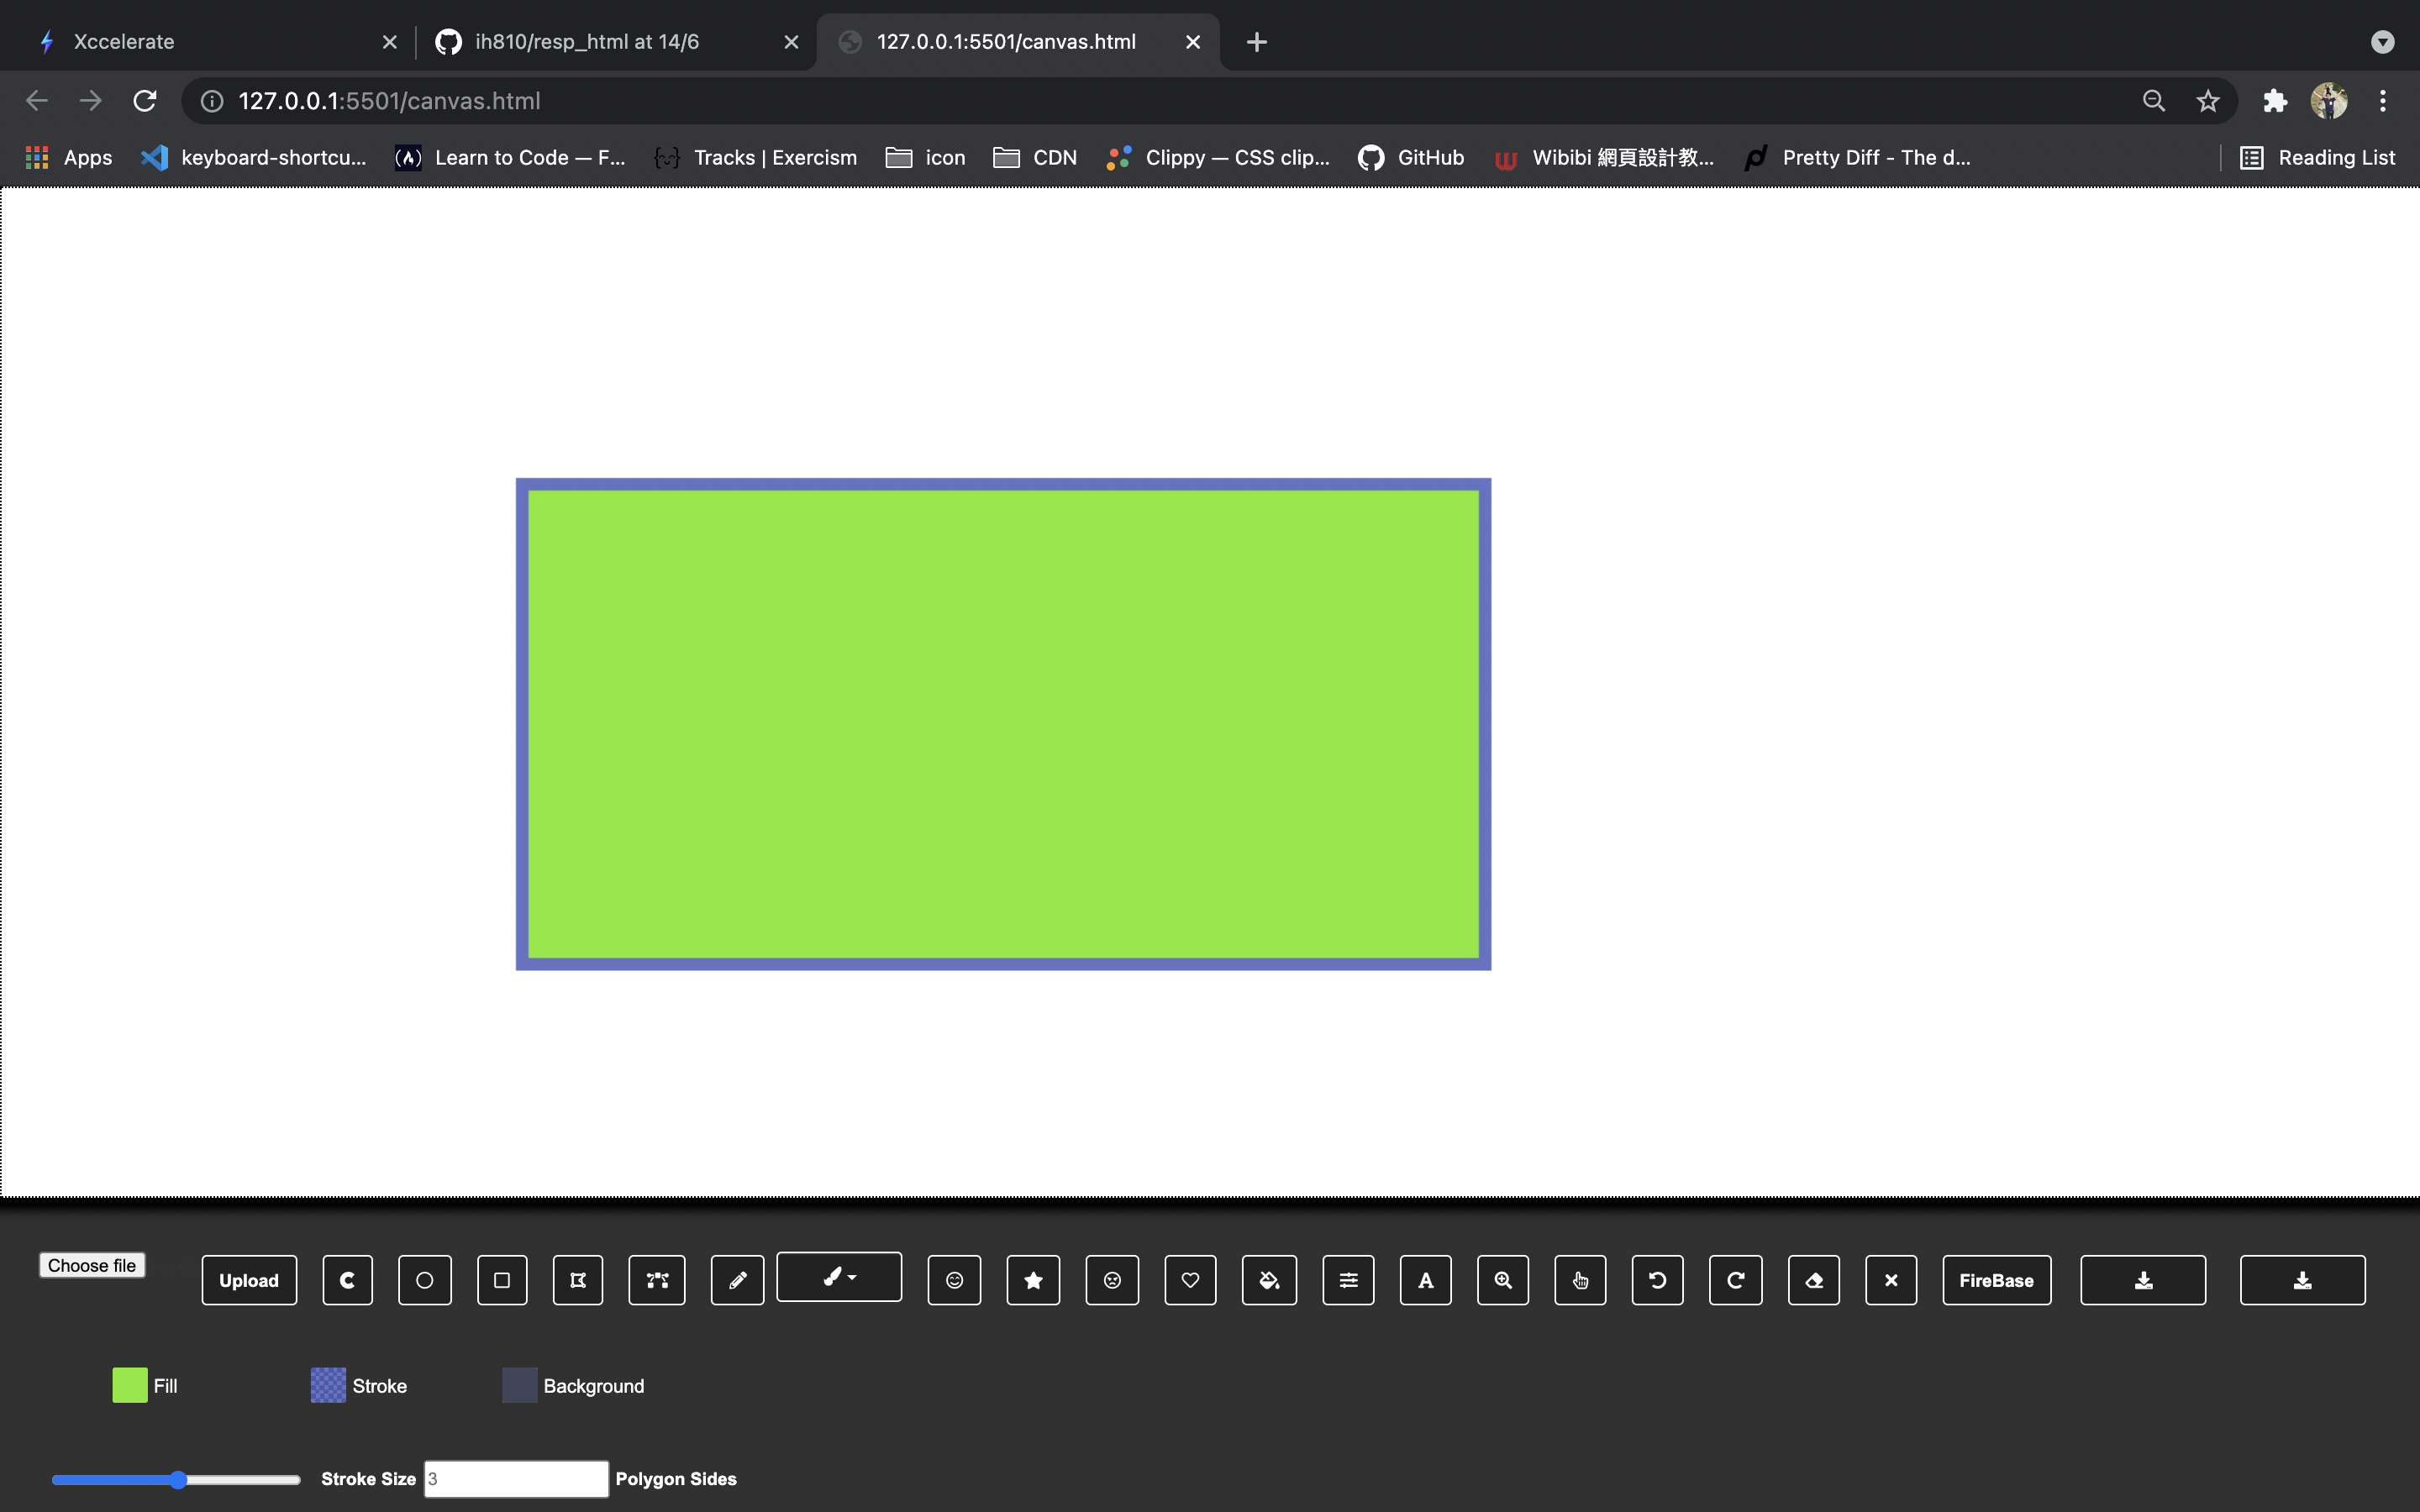 Xccelerate
ih810/resp_html at 14/6
127.0.0.1:5501/canvas.html
127.0.0.1:5501/canvas.html
Apps
keyboard-shortcu...
Learn to Code — F...
Tracks | Exercism
icon
CDN
Clippy — CSS clip...
GitHub
Wibibi 網頁設計教...
Pretty Diff - The d...
Reading List
Choose file
Upload
FireBase
Fill
Stroke
Background
Stroke Size
3
Polygon Sides